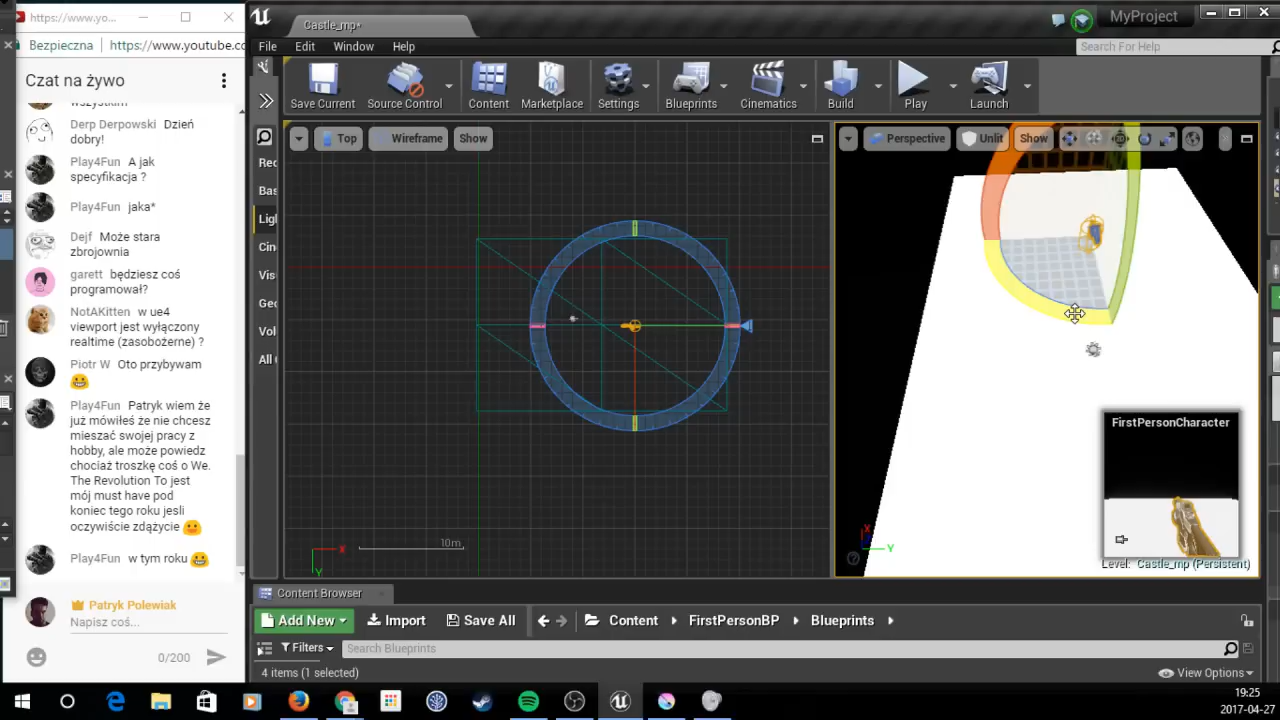 https://www.yo...
Bezpieczna
https://www.youtube.cc
Czat na żywo
wszystkim
Derp Derpowski Dzień
dobry!
Play4Fun A jak
specyfikacja ?
Play4Fun jaka*
Dejf Może stara
zbrojownia
garett będziesz coś
programował?
NotAKitten w ue4
viewport jest wyłączony
realtime (zasobożerne) ?
Piotr W Oto przybywam
Play4Fun Patryk wiem że
już mówiłeś że nie chcesz
mieszać swojej pracy z
hobby, ale może powiedz
chociaż troszkę coś o We.
The Revolution To jest
mój must have pod
koniec tego roku jesli
oczywiście zdążycie
Play4Fun w tym roku
Patryk Polewiak
Napisz coś...
0/200
Castle_mp*
MyProject
File Edit Window Help
Search For Help
Save Current Source Control Content Marketplace Settings Blueprints Cinematics Build Play Launch
Rec
Bas
Ligh
Cin
Vis
Geo
Vol
All
Top Wireframe Show
X
Y
10m
Perspective Unlit Show
FirstPersonCharacter
X
Y
Level: Castle_mp (Persistent)
Content Browser
Add New Import Save All Content FirstPersonBP Blueprints
Filters Search Blueprints
4 items (1 selected) View Options
19:25
2017-04-27